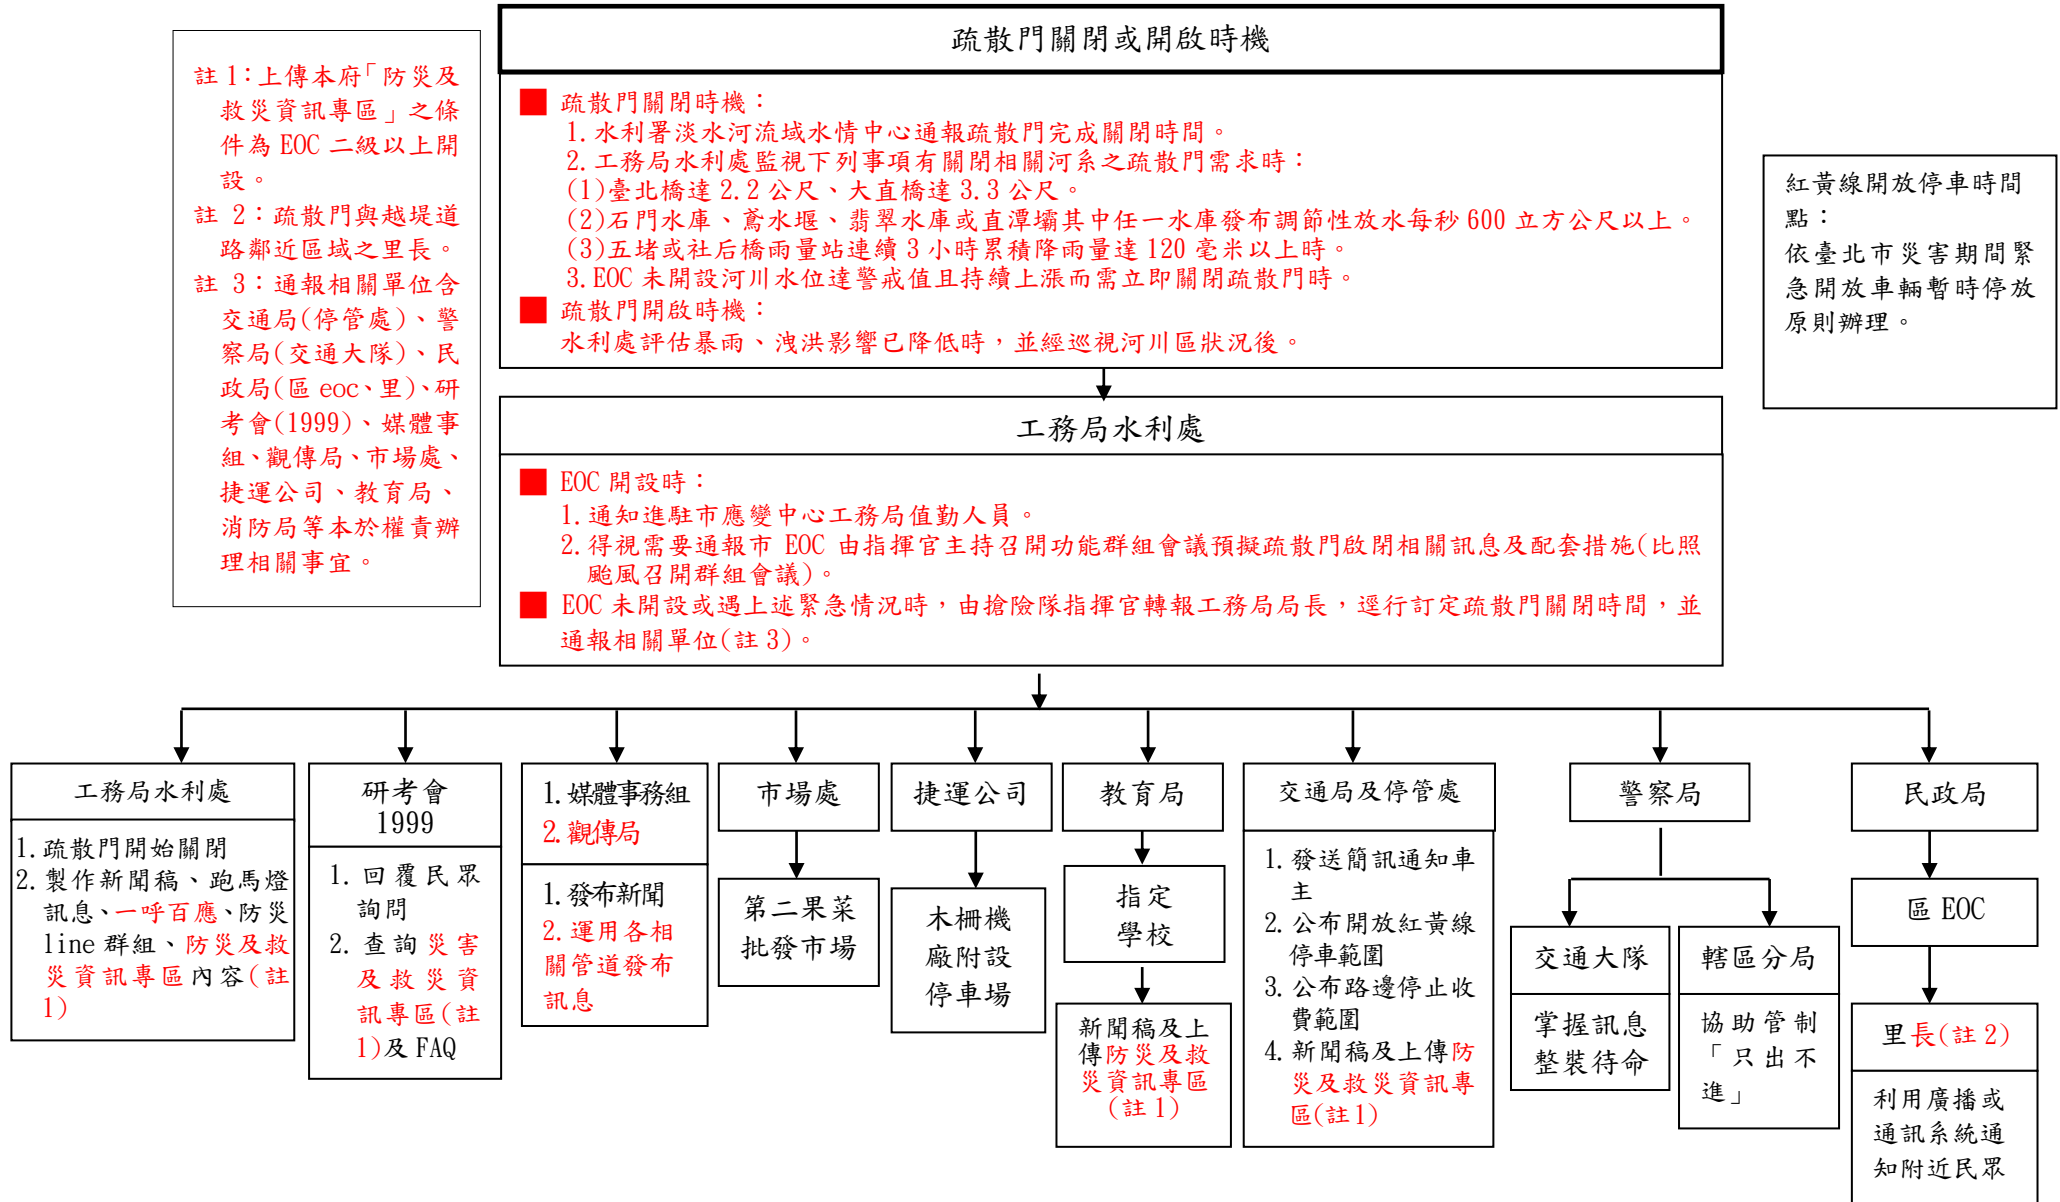 疏散門關閉或開啟時機
註 1：上傳本府「防災及
救災資訊專區」之條
件為 EOC 二級以上開
設。
註 2：疏散門與越堤道
路鄰近區域之里長。
註 3：通報相關單位含
交通局(停管處)、警
察局(交通大隊)、民
政局(區 eoc、里)、研
考會(1999)、媒體事
組、觀傳局、市場處、
捷運公司、教育局、
消防局等本於權責辦
理相關事宜。
疏散門關閉時機：
1.水利署淡水河流域水情中心通報疏散門完成關閉時間。
2.工務局水利處監視下列事項有關閉相關河系之疏散門需求時：
(1)臺北橋達 2.2 公尺、大直橋達 3.3 公尺。
(2)石門水庫、鳶水堰、翡翠水庫或直潭壩其中任一水庫發布調節性放水每秒 600 立方公尺以上。
(3)五堵或社后橋雨量站連續 3 小時累積降雨量達 120 毫米以上時。
3.EOC 未開設河川水位達警戒值且持續上漲而需立即關閉疏散門時。
疏散門開啟時機：
水利處評估暴雨、洩洪影響已降低時，並經巡視河川區狀況後。
紅黃線開放停車時間
點：
依臺北市災害期間緊
急開放車輛暫時停放
原則辦理。
工務局水利處
EOC 開設時：
1.通知進駐市應變中心工務局值勤人員。
2.得視需要通報市 EOC 由指揮官主持召開功能群組會議預擬疏散門啟閉相關訊息及配套措施(比照
颱風召開群組會議)。
EOC 未開設或遇上述緊急情況時，由搶險隊指揮官轉報工務局局長，逕行訂定疏散門關閉時間，並
通報相關單位(註 3)。
工務局水利處
1.疏散門開始關閉
2.製作新聞稿、跑馬燈
訊息、一呼百應、防災
line 群組、防災及救
災資訊專區內容(註
1)
研考會
1999
1.回覆民眾
詢問
2.查詢災害
及救災資
訊專區(註
1)及 FAQ
1.媒體事務組
2.觀傳局
1.發布新聞
2.運用各相
關管道發布
訊息
市場處
第二果菜
批發市場
捷運公司
木柵機
廠附設
停車場
教育局
指定
學校
新聞稿及上
傳防災及救
災資訊專區
(註 1)
交通局及停管處
1.發送簡訊通知車
主
2.公布開放紅黃線
停車範圍
3.公布路邊停止收
費範圍
4.新聞稿及上傳防
災及救災資訊專
區(註1)
警察局
交通大隊
掌握訊息
整裝待命
轄區分局
協助管制
「只出不
進」
民政局
區 EOC
里長(註 2)
利用廣播或
通訊系統通
知附近民眾